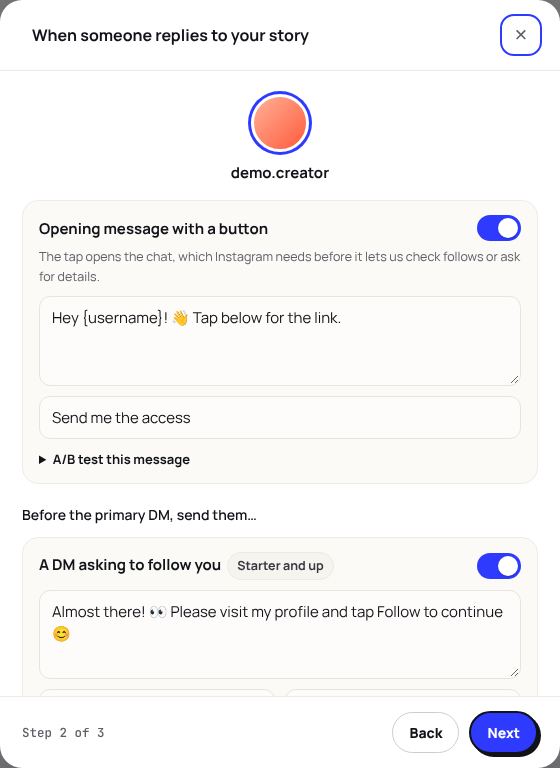 When someone replies to your story
✕
demo.creator
Opening message with a button
The tap opens the chat, which Instagram needs before it lets us check follows or ask
for details.
Hey {username}! 👋 Tap below for the link.
Send me the access
▶ A/B test this message
Before the primary DM, send them…
A DM asking to follow you Starter and up
Almost there! 👀 Please visit my profile and tap Follow to continue
😊
Step 2 of 3 Back Next